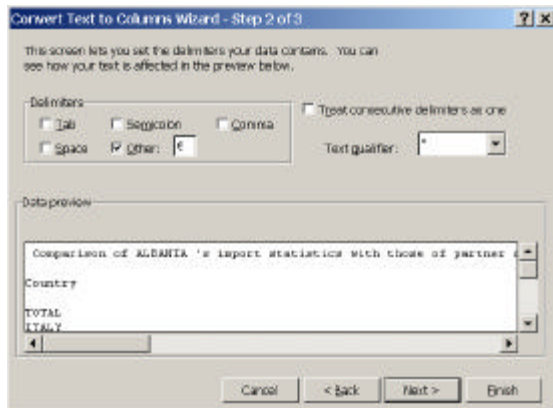 Convert Text to Columns Wizard - Step 2 of 3
This screen lets you set the delimiters your data contains. You can
see how your text is affected in the preview below.
Delimiters
Tab Semicolon Comma
Space Other: €
Treat consecutive delimiters as one
Text qualifier: "
Data preview
Comparison of ALBANIA 's import statistics with those of partner
Country
TOTAL
ITALY
Cancel < Back Next > Finish